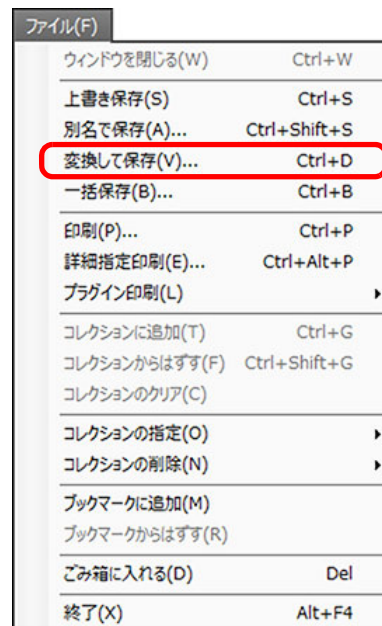 ファイル(F)
ウィンドウを閉じる(W) Ctrl+W
上書き保存(S) Ctrl+S
別名で保存(A)... Ctrl+Shift+S
変換して保存(V)... Ctrl+D
一括保存(B)... Ctrl+B
印刷(P)... Ctrl+P
詳細指定印刷(E)... Ctrl+Alt+P
プラグイン印刷(L)
コレクションに追加(T) Ctrl+G
コレクションからはずす(F) Ctrl+Shift+G
コレクションのクリア(C)
コレクションの指定(O)
コレクションの削除(N)
ブックマークに追加(M)
ブックマークからはずす(R)
ごみ箱に入れる(D) Del
終了(X) Alt+F4